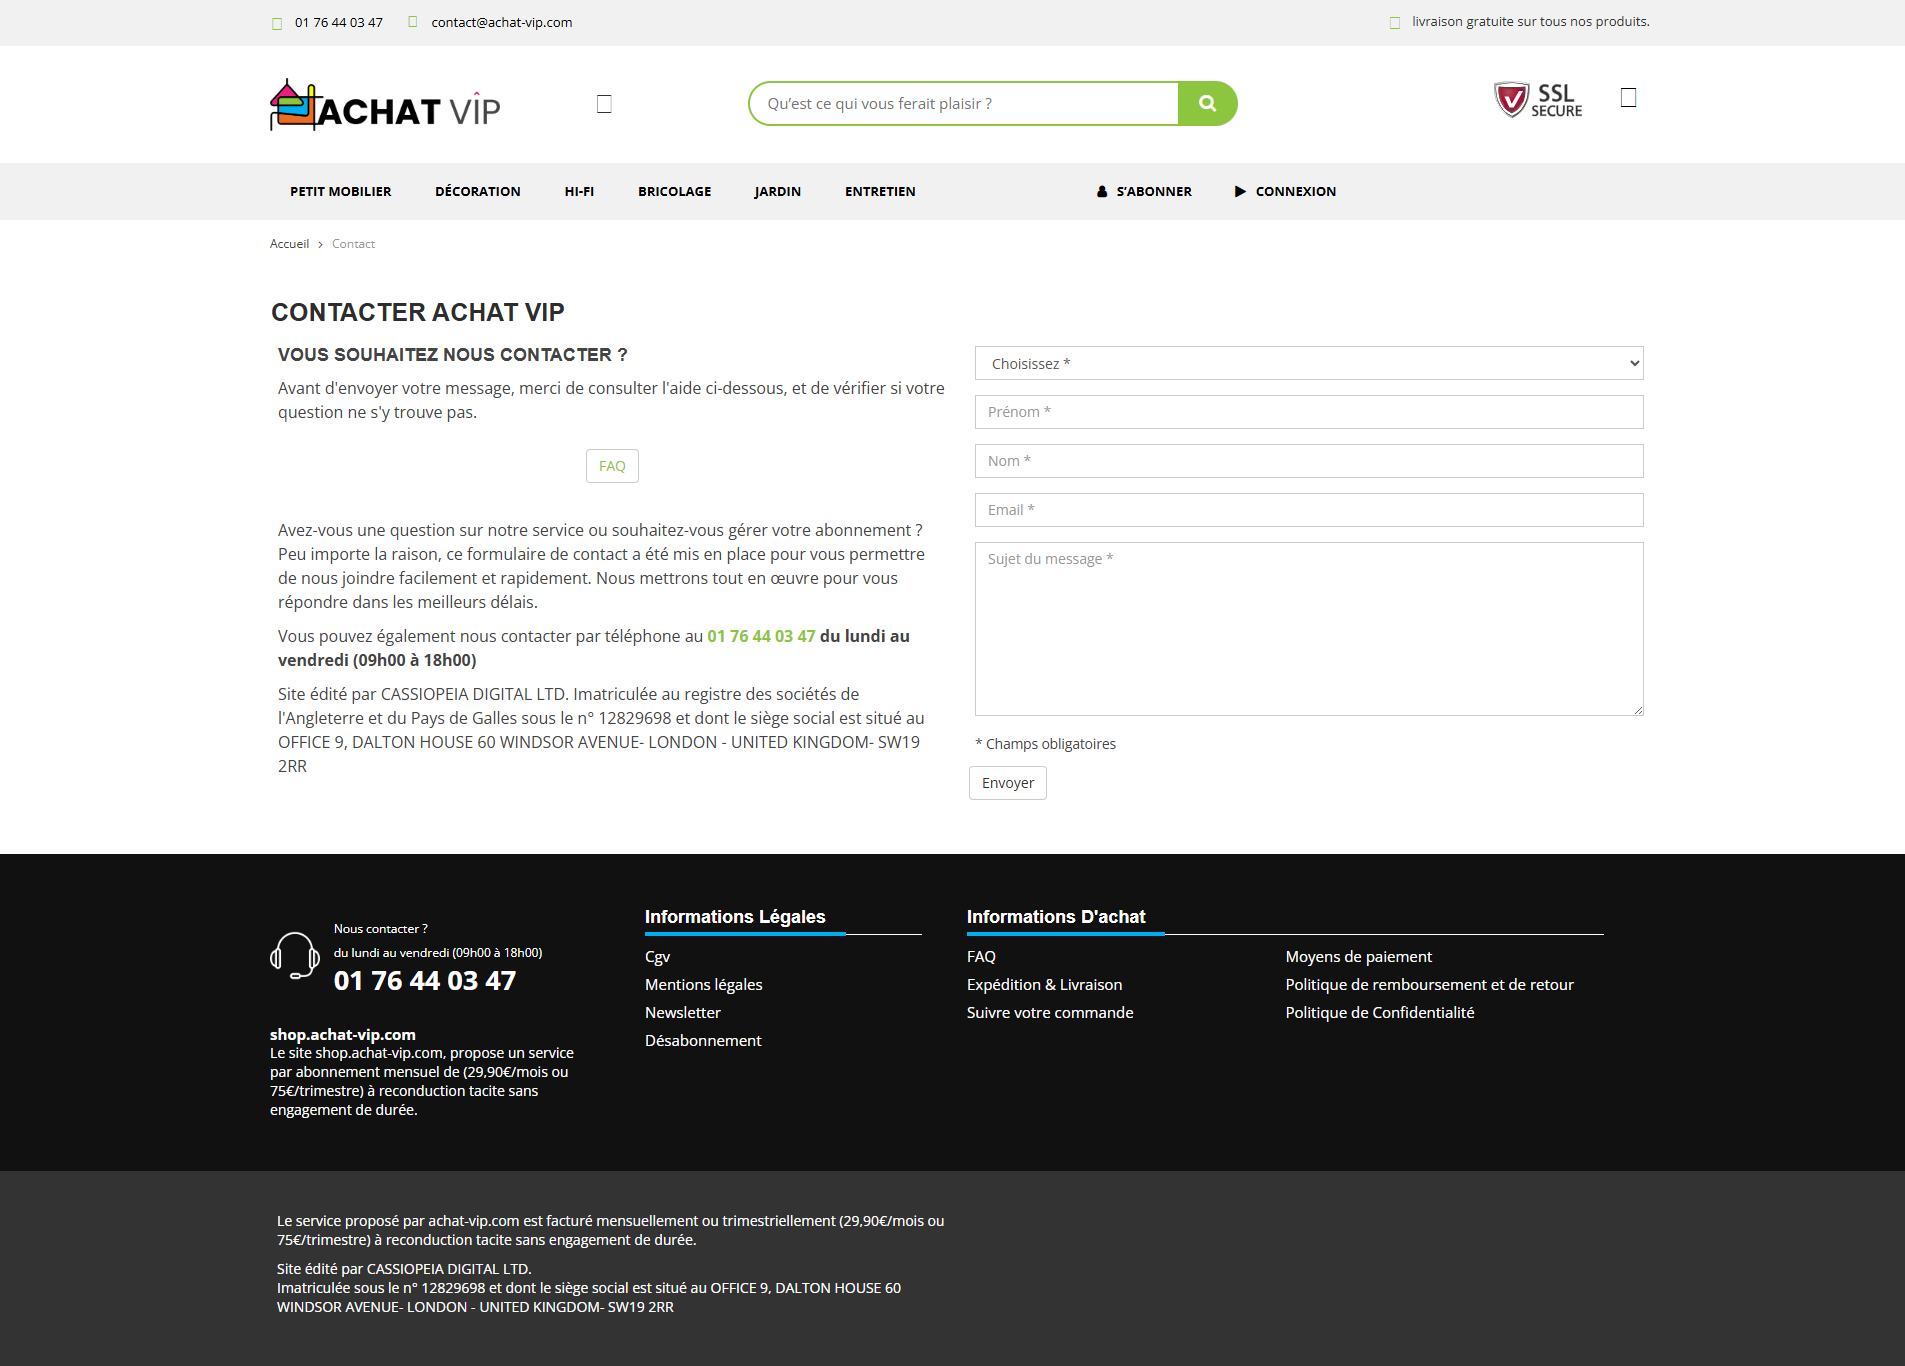 01 76 44 03 47
contact@achat-vip.com
livraison gratuite sur tous nos produits.
ACHAT VIP
Qu'est ce qui vous ferait plaisir ?
SSL
SECURE
PETIT MOBILIER
DÉCORATION
HI-FI
BRICOLAGE
JARDIN
ENTRETIEN
S'ABONNER
CONNEXION
Accueil > Contact
CONTACTER ACHAT VIP
VOUS SOUHAITEZ NOUS CONTACTER ?
Avant d'envoyer votre message, merci de consulter l'aide ci-dessous, et de vérifier si votre
question ne s'y trouve pas.
FAQ
Avez-vous une question sur notre service ou souhaitez-vous gérer votre abonnement ?
Peu importe la raison, ce formulaire de contact a été mis en place pour vous permettre
de nous joindre facilement et rapidement. Nous mettrons tout en œuvre pour vous
répondre dans les meilleurs délais.
Vous pouvez également nous contacter par téléphone au 01 76 44 03 47 du lundi au
vendredi (09h00 à 18h00)
Site édité par CASSIOPEIA DIGITAL LTD. Imatriculée au registre des sociétés de
l'Angleterre et du Pays de Galles sous le n° 12829698 et dont le siège social est situé au
OFFICE 9, DALTON HOUSE 60 WINDSOR AVENUE- LONDON - UNITED KINGDOM- SW19
2RR
Choisissez *
Prénom *
Nom *
Email *
Sujet du message *
* Champs obligatoires
Envoyer
Nous contacter ?
du lundi au vendredi (09h00 à 18h00)
01 76 44 03 47
shop.achat-vip.com
Le site shop.achat-vip.com, propose un service
par abonnement mensuel de (29,90€/mois ou
75€/trimestre) à reconduction tacite sans
engagement de durée.
Informations Légales
Cgv
Mentions légales
Newsletter
Désabonnement
Informations D'achat
FAQ
Expédition & Livraison
Suivre votre commande
Moyens de paiement
Politique de remboursement et de retour
Politique de Confidentialité
Le service proposé par achat-vip.com est facturé mensuellement ou trimestriellement (29,90€/mois ou
75€/trimestre) à reconduction tacite sans engagement de durée.
Site édité par CASSIOPEIA DIGITAL LTD.
Imatriculée sous le n° 12829698 et dont le siège social est situé au OFFICE 9, DALTON HOUSE 60
WINDSOR AVENUE- LONDON - UNITED KINGDOM- SW19 2RR